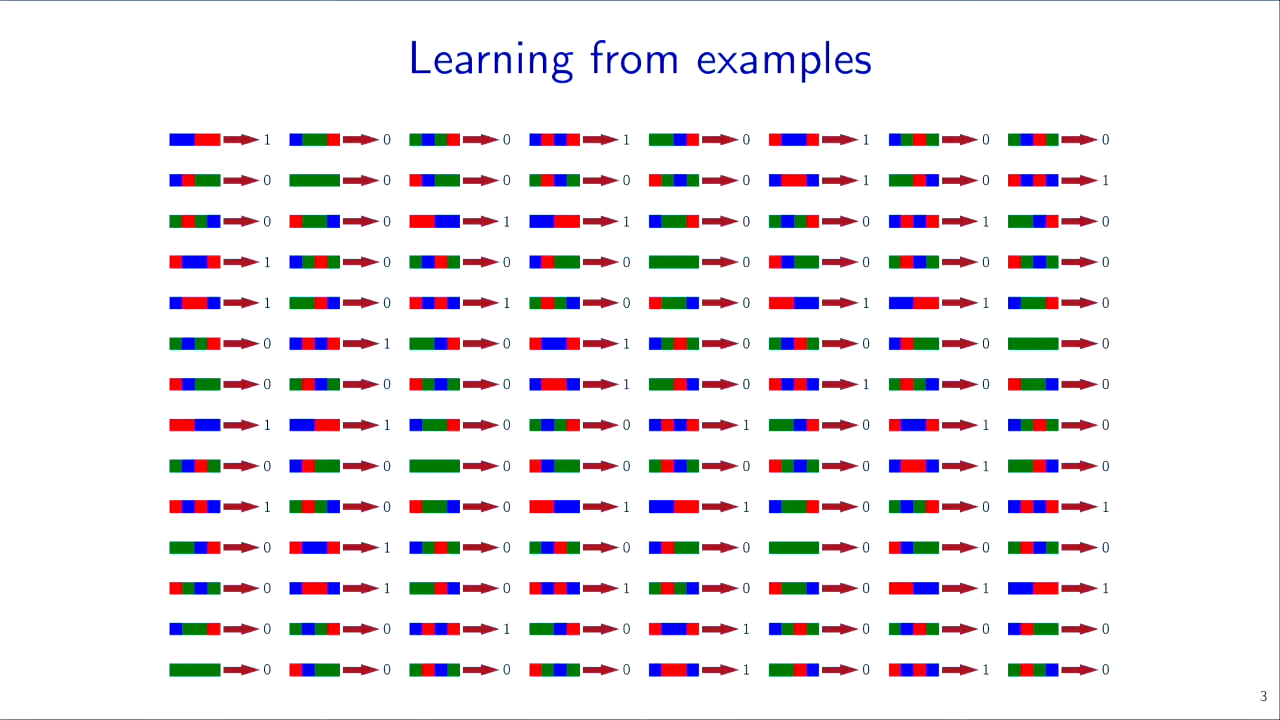 Learning from examples
1 0 0 1 0 1 0 0
0 0 0 0 0 1 0 1
0 0 1 1 0 0 1 0
1 0 0 0 0 0 0 0
1 0 1 0 0 1 1 0
0 1 0 1 0 0 0 0
0 0 0 1 0 1 0 0
1 1 0 0 1 0 1 0
0 0 0 0 0 0 1 0
1 0 0 1 1 0 0 1
0 1 0 0 0 0 0 0
0 1 0 1 0 0 1 1
0 0 1 0 1 0 0 0
0 0 0 0 1 0 1 0
3